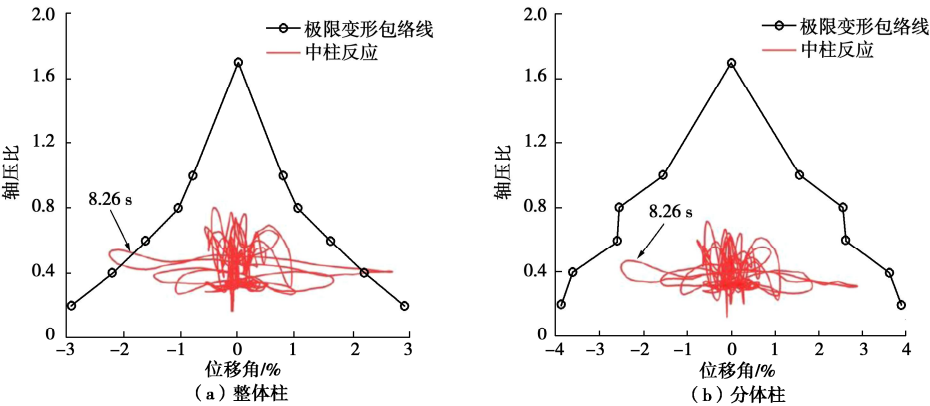 2.0
1.6
1.2
0.8
0.4
0
轴压比
极限变形包络线
中柱反应
8.26 s
-3
-2
-1
0
1
2
3
位移角/%
（a）整体柱
2.0
1.6
1.2
0.8
0.4
0
轴压比
极限变形包络线
中柱反应
8.26 s
-4
-3
-2
-1
0
1
2
3
4
位移角/%
（b）分体柱